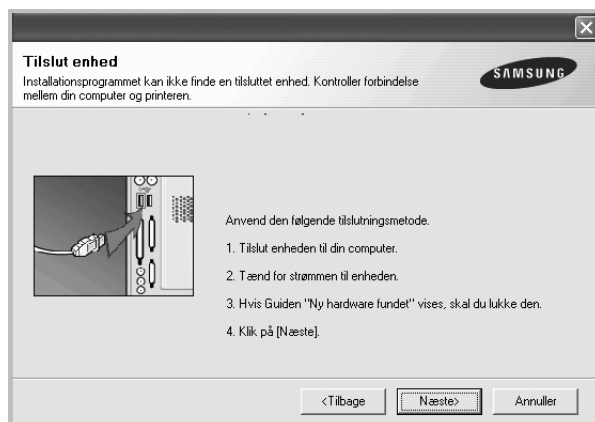 Tilslut enhed
Installationsprogrammet kan ikke finde en tilsluttet enhed. Kontroller forbindelse
mellem din computer og printeren.
SAMSUNG
Anvend den følgende tilslutningsmetode.
1. Tilslut enheden til din computer.
2. Tænd for strømmen til enheden.
3. Hvis Guiden "Ny hardware fundet" vises, skal du lukke den.
4. Klik på [Næste].
<Tilbage
Næste>
Annuller